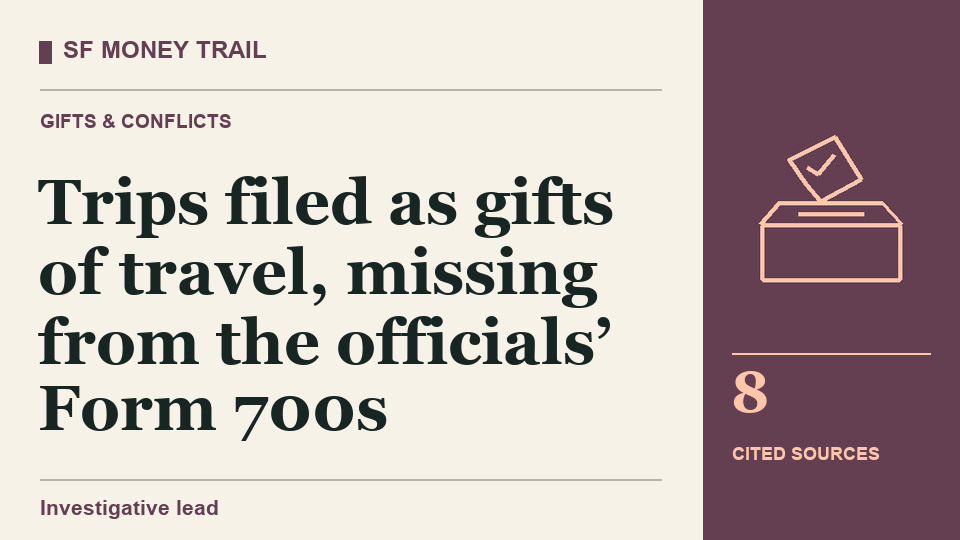 SF MONEY TRAIL
GIFTS & CONFLICTS
Trips filed as gifts
of travel, missing
from the officials’
Form 700s
Investigative lead
8
CITED SOURCES